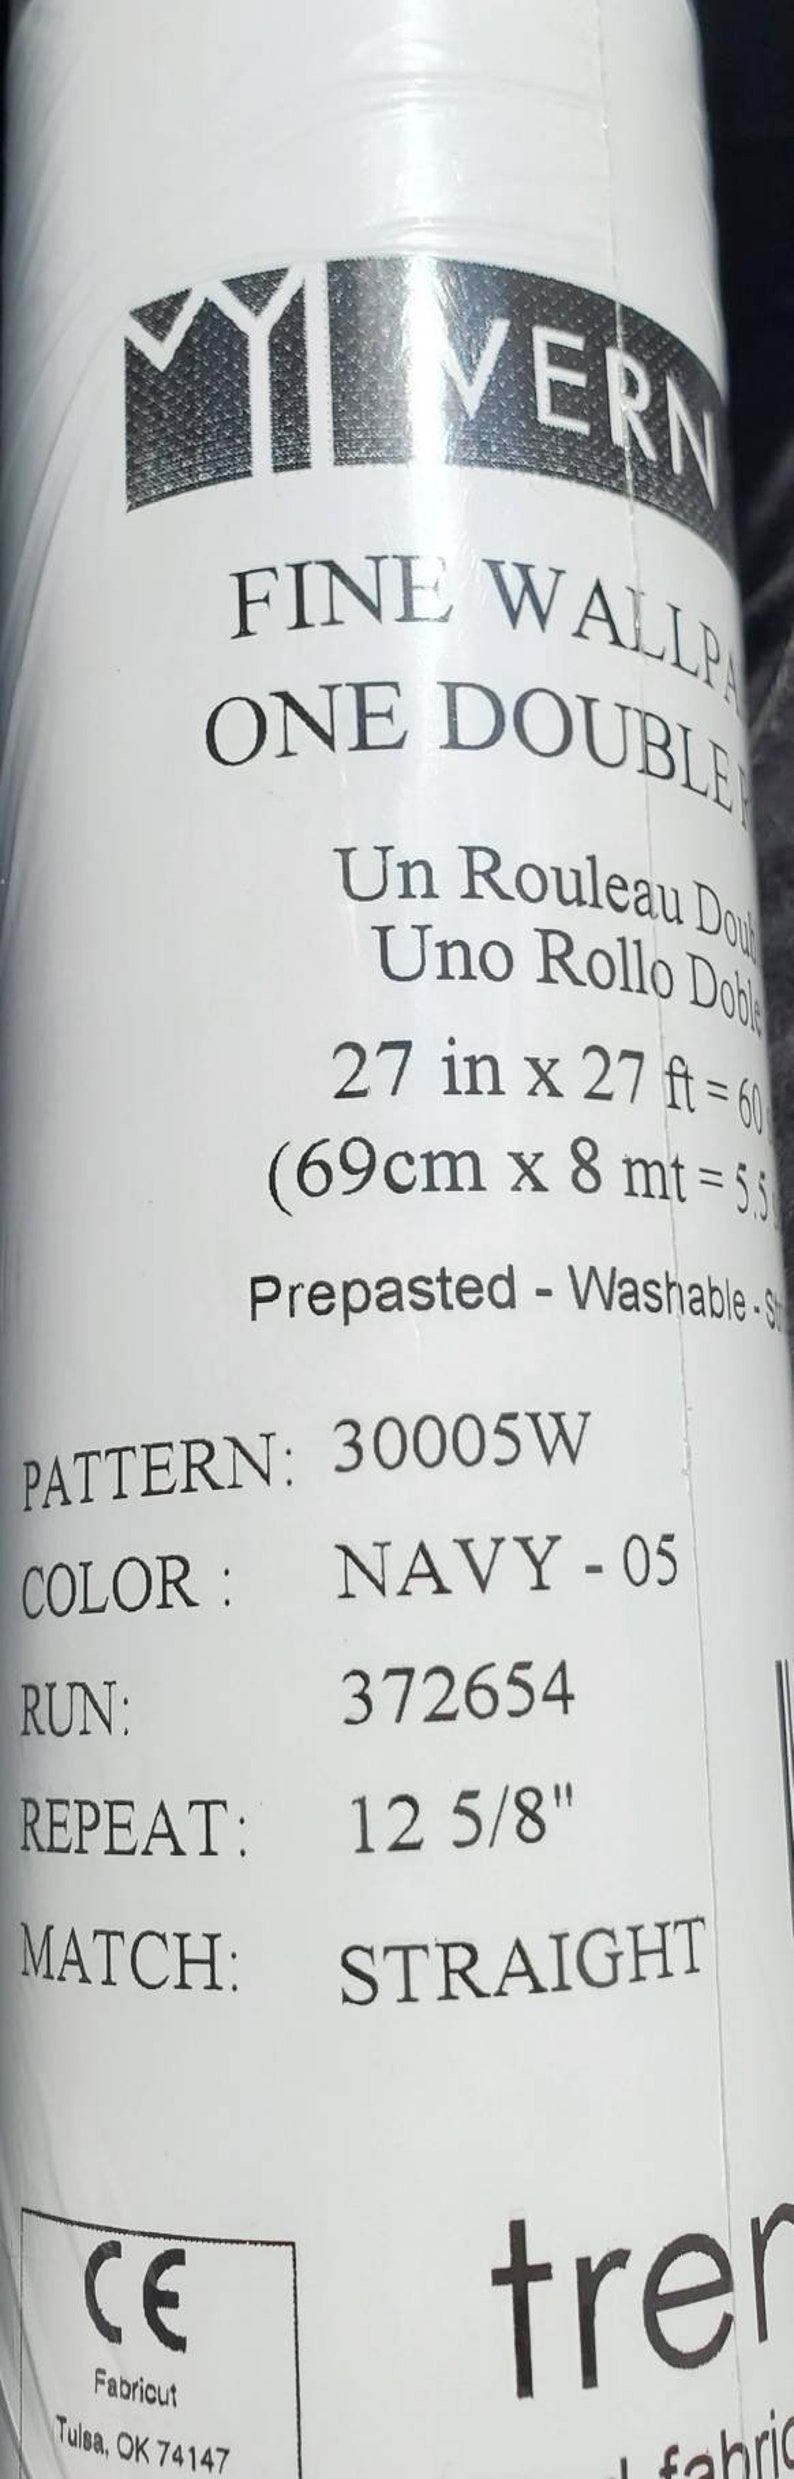 VERN
FINE WALLPA
ONE DOUBLE
Un Rouleau Doub
Uno Rollo Doble
27 in x 27 ft = 60
(69cm x 8 mt = 5.5
Prepasted - Washable -
PATTERN: 30005W
COLOR : NAVY - 05
RUN: 372654
REPEAT: 12 5/8"
MATCH: STRAIGHT
CE
Fabricut
Tulsa, OK 74147
tren
fabric